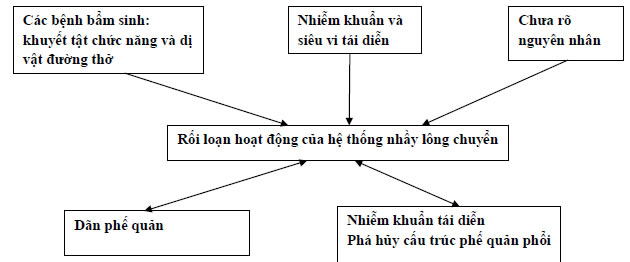 Các bệnh bẩm sinh:
khuyết tật chức năng và dị
vật đường thở
Nhiễm khuẩn và
siêu vi tái diễn
Chưa rõ
nguyên nhân
Rối loạn hoạt động của hệ thống nhầy lông chuyển
Dãn phế quản
Nhiễm khuẩn tái diễn
Phá hủy cấu trúc phế quản phổi